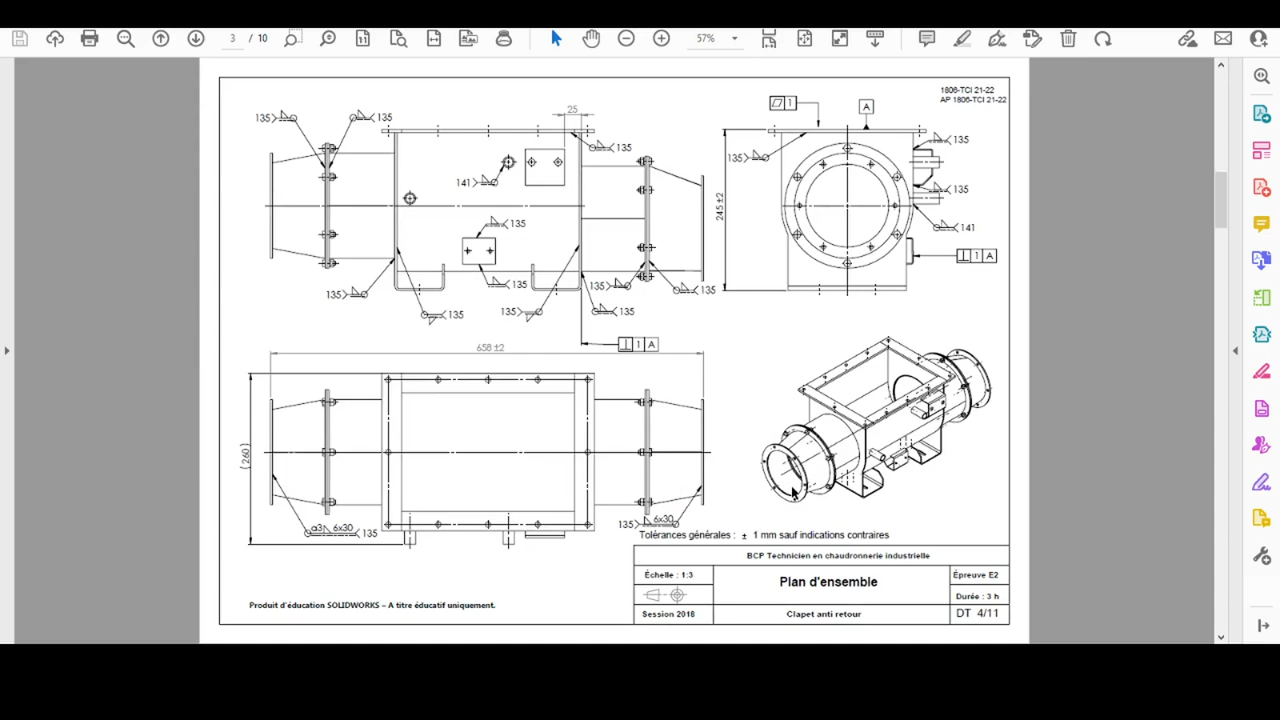 3 / 10
57%
1806-TCI 21-22
AP 1806-TCI 21-22
135
135
25
135
1
A
135
135
141
135
245 ±2
135
141
135
1 A
135
135
135
135
135
135
135
1 A
658 ±2
(260)
a3 6x30 135
135 6x30
Tolérances générales : ± 1 mm sauf indications contraires
BCP Technicien en chaudronnerie industrielle
Échelle : 1:3
Plan d'ensemble
Épreuve E2
Durée : 3 h
Session 2018
Clapet anti retour
DT 4/11
Produit d'éducation SOLIDWORKS – A titre éducatif uniquement.